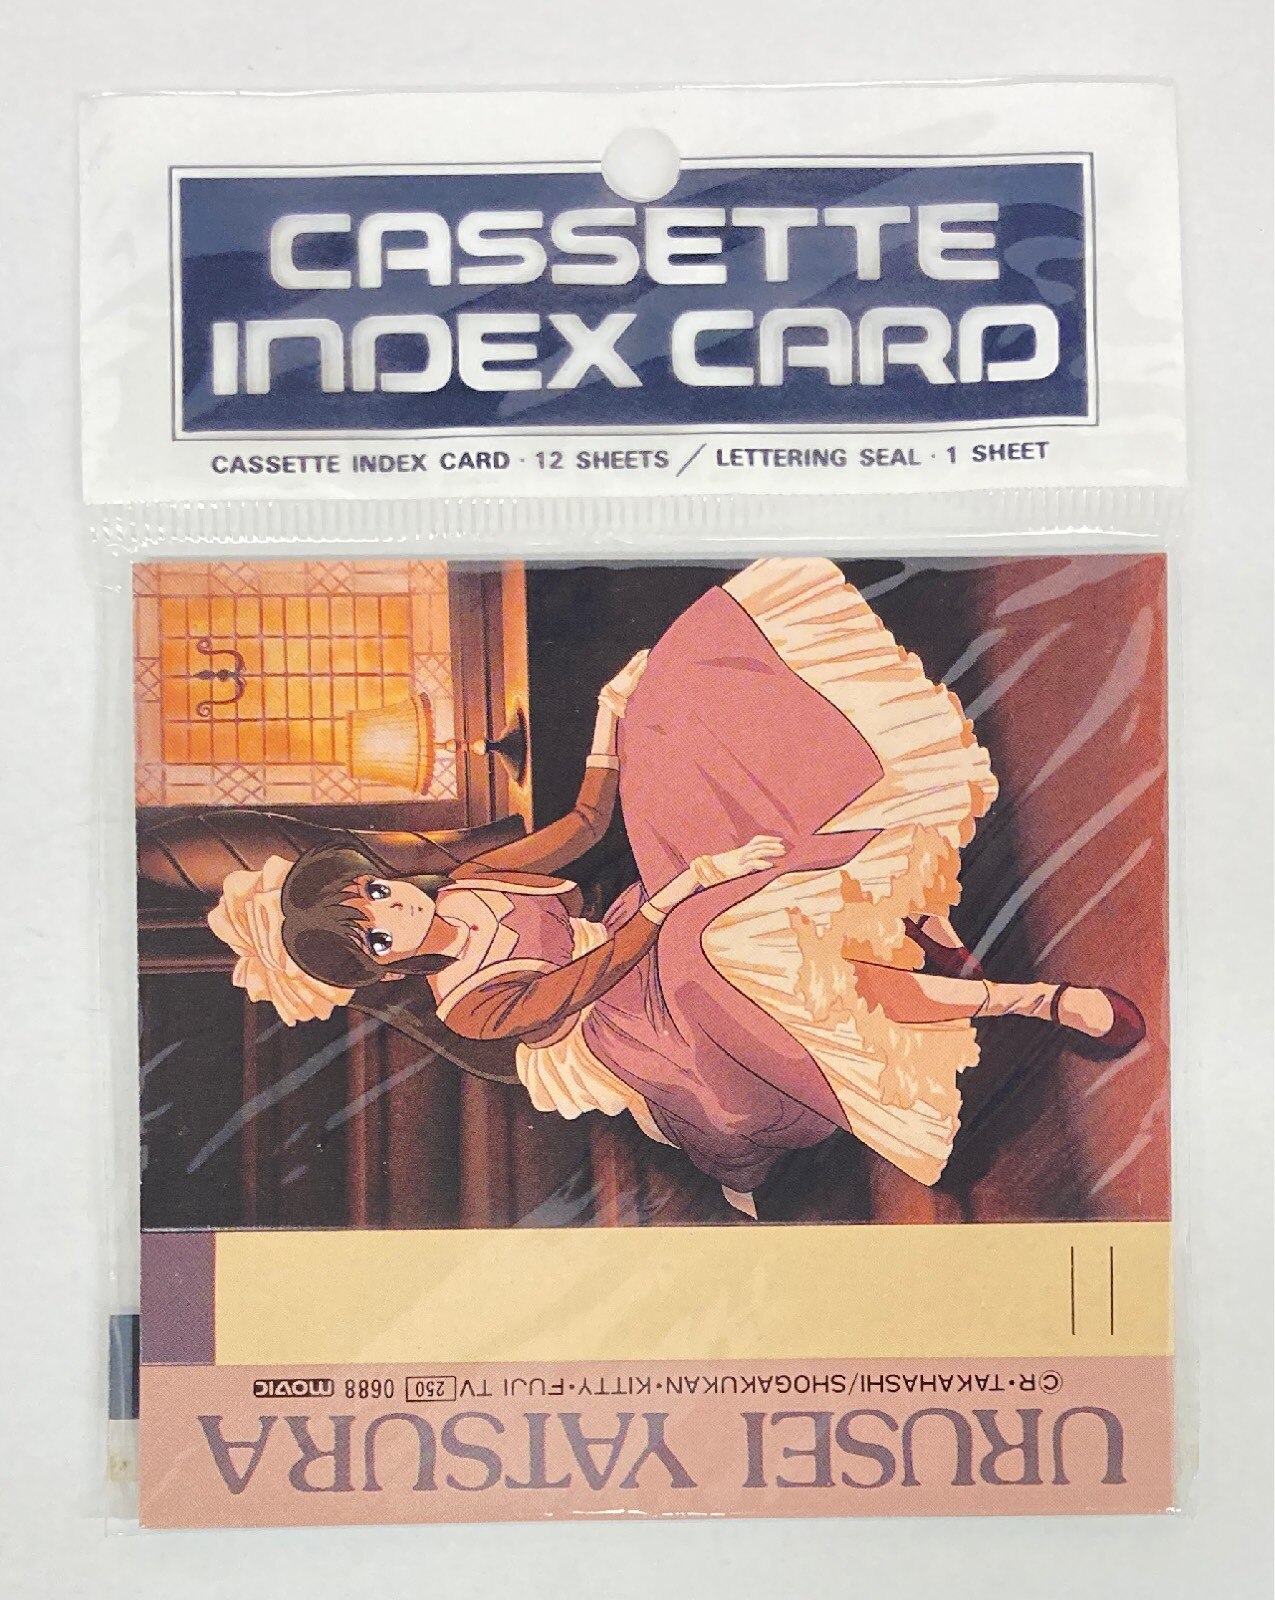 CASSETTE
INDEX CARD
CASSETTE INDEX CARD · 12 SHEETS / LETTERING SEAL · 1 SHEET
URUSEI YATSURA
©R·TAKAHASHI/SHOGAKUKAN·KITTY·FUJI TV 250 0688 movic